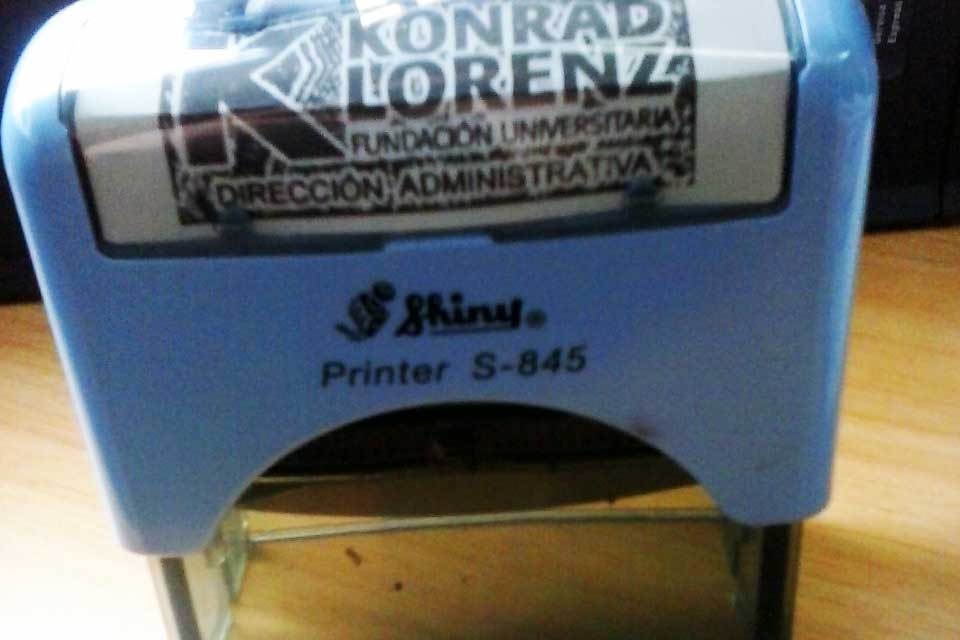 K
KONRAD
LORENZ
FUNDACIÓN UNIVERSITARIA
DIRECCIÓN ADMINISTRATIVA
Shiny®
Printer S-845